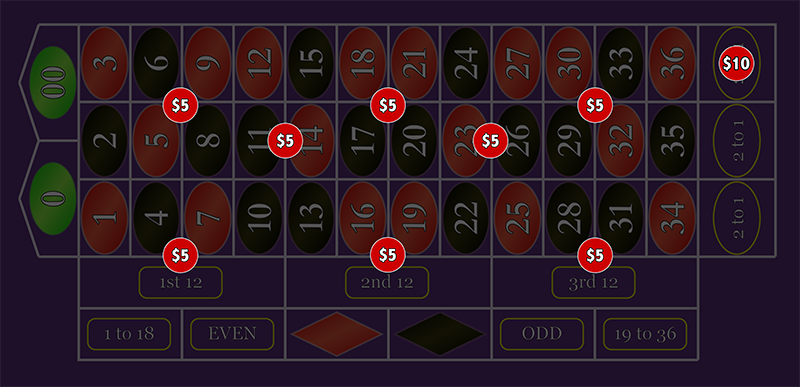 00 3 6 9 12 15 18 21 24 27 30 33 36 $10
$5 $5 $5
2 5 8 11 $5 14 17 20 23 $5 26 29 32 35 2 to 1
0 1 4 7 10 13 16 19 22 25 28 31 34 2 to 1
$5 $5 $5
1st 12 2nd 12 3rd 12
1 to 18 EVEN ODD 19 to 36